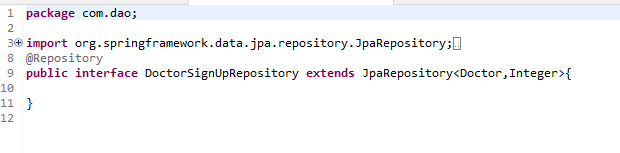 1 package com.dao;
2
3 import org.springframework.data.jpa.repository.JpaRepository;
8 @Repository
9 public interface DoctorSignUpRepository extends JpaRepository<Doctor,Integer>{
10
11 }
12